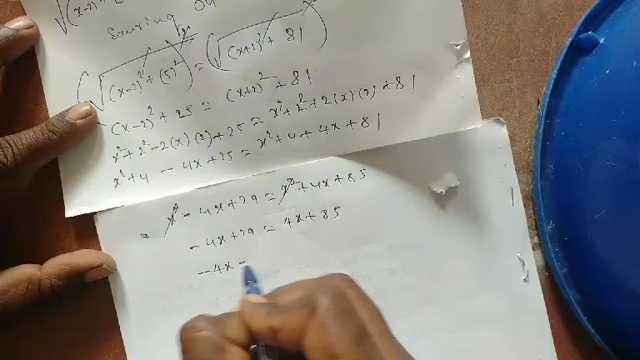 √(x-2)²
Squaring on
(√(x-2)² + (5)²)² = (√(x+2)² + 81)²
(x-2)² + 25 = (x+2)² + 81
x² + 2² - 2(x)(2) + 25 = x² + 2² + 2(x)(2) + 81
x² + 4 - 4x + 25 = x² + 4 + 4x + 81
x² - 4x + 29 = x² + 4x + 85
- 4x + 29 = 4x + 85
- 4x -